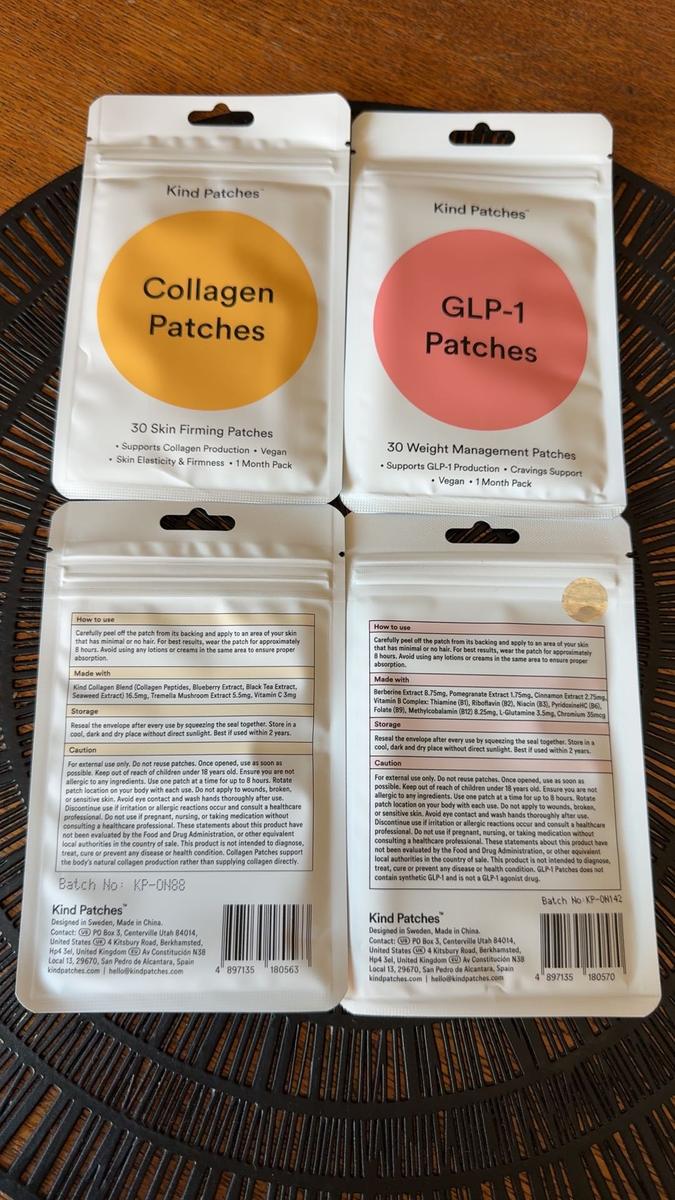 Kind Patches™
Collagen
Patches
30 Skin Firming Patches
• Supports Collagen Production • Vegan
• Skin Elasticity & Firmness • 1 Month Pack
Kind Patches™
GLP-1
Patches
30 Weight Management Patches
• Supports GLP-1 Production • Cravings Support
• Vegan • 1 Month Pack
How to use
Carefully peel off the patch from its backing and apply to an area of your skin
that has minimal or no hair. For best results, wear the patch for approximately
8 hours. Avoid using any lotions or creams in the same area to ensure proper
absorption.
Made with
Kind Collagen Blend (Collagen Peptides, Blueberry Extract, Black Tea Extract,
Seaweed Extract) 16.5mg, Tremella Mushroom Extract 5.5mg, Vitamin C 3mg
Storage
Reseal the envelope after every use by squeezing the seal together. Store in a
cool, dark and dry place without direct sunlight. Best if used within 2 years.
Caution
For external use only. Do not reuse patches. Once opened, use as soon as
possible. Keep out of reach of children under 18 years old. Ensure you are not
allergic to any ingredients. Use one patch at a time for up to 8 hours. Rotate
patch location on your body with each use. Do not apply to wounds, broken,
or sensitive skin. Avoid eye contact and wash hands thoroughly after use.
Discontinue use if irritation or allergic reactions occur and consult a healthcare
professional. Do not use if pregnant, nursing, or taking medication without
consulting a healthcare professional. These statements about this product have
not been evaluated by the Food and Drug Administration, or other equivalent
local authorities in the country of sale. This product is not intended to diagnose,
treat, cure or prevent any disease or health condition. Collagen Patches support
the body's natural collagen production rather than supplying collagen directly.
Batch No: KP-ON88
Kind Patches™
Designed in Sweden, Made in China.
Contact: US PO Box 3, Centerville Utah 84014,
United States UK 4 Kitsbury Road, Berkhamsted,
Hp4 3el, United Kingdom EU Av Constitución N38
Local 13, 29670, San Pedro de Alcantara, Spain
kindpatches.com | hello@kindpatches.com
4 897135 180563
How to use
Carefully peel off the patch from its backing and apply to an area of your skin
that has minimal or no hair. For best results, wear the patch for approximately
8 hours. Avoid using any lotions or creams in the same area to ensure proper
absorption.
Made with
Berberine Extract 8.75mg, Pomegranate Extract 1.75mg, Cinnamon Extract 2.75mg,
Vitamin B Complex: Thiamine (B1), Riboflavin (B2), Niacin (B3), PyridoxineHC (B6),
Folate (B9), Methylcobalamin (B12) 8.25mg, L-Glutamine 3.5mg, Chromium 35mcg
Storage
Reseal the envelope after every use by squeezing the seal together. Store in a
cool, dark and dry place without direct sunlight. Best if used within 2 years.
Caution
For external use only. Do not reuse patches. Once opened, use as soon as
possible. Keep out of reach of children under 18 years old. Ensure you are not
allergic to any ingredients. Use one patch at a time for up to 8 hours. Rotate
patch location on your body with each use. Do not apply to wounds, broken,
or sensitive skin. Avoid eye contact and wash hands thoroughly after use.
Discontinue use if irritation or allergic reactions occur and consult a healthcare
professional. Do not use if pregnant, nursing, or taking medication without
consulting a healthcare professional. These statements about this product have
not been evaluated by the Food and Drug Administration, or other equivalent
local authorities in the country of sale. This product is not intended to diagnose,
treat, cure or prevent any disease or health condition. GLP-1 Patches does not
contain synthetic GLP-1 and is not a GLP-1 agonist drug.
Batch No:KP-ON142
Kind Patches™
Designed in Sweden, Made in China.
Contact: US PO Box 3, Centerville Utah 84014,
United States UK 4 Kitsbury Road, Berkhamsted,
Hp4 3el, United Kingdom EU Av Constitución N38
Local 13, 29670, San Pedro de Alcantara, Spain
kindpatches.com | hello@kindpatches.com
4 897135 180570